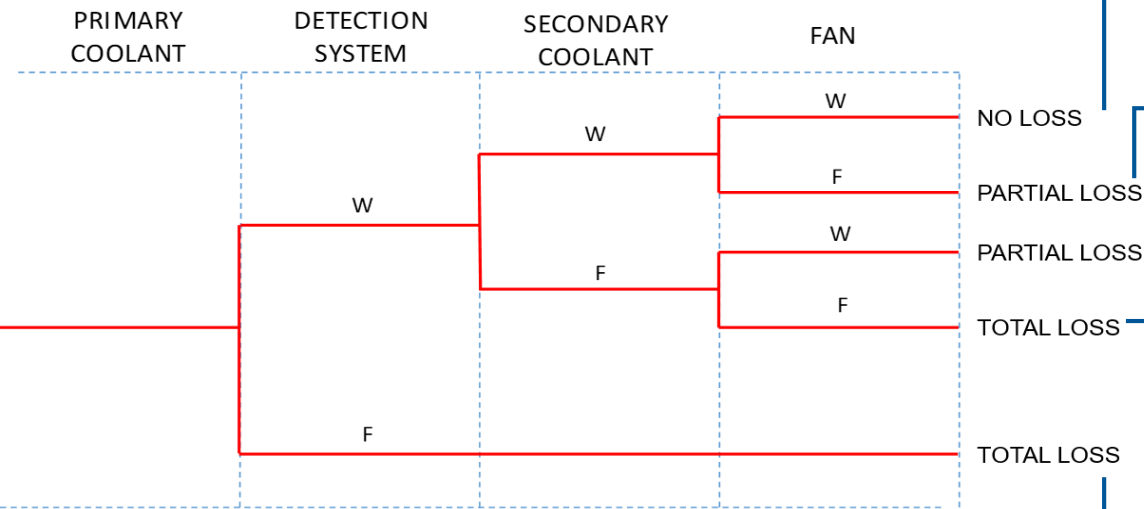 PRIMARY
COOLANT
DETECTION
SYSTEM
SECONDARY
COOLANT
FAN
W
NO LOSS
W
F
PARTIAL LOSS
W
W
PARTIAL LOSS
F
F
TOTAL LOSS
F
TOTAL LOSS